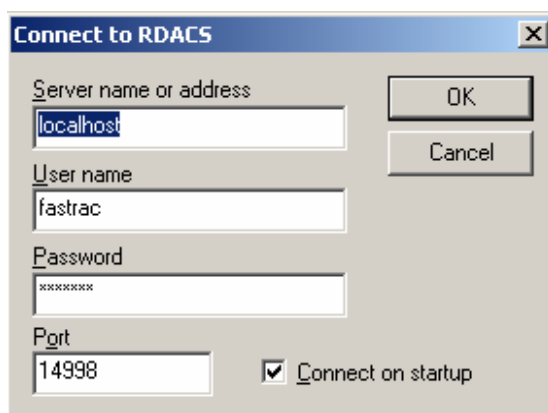 Connect to RDACS
Server name or address
localhost
OK
Cancel
User name
fastrac
Password
*******
Port
14998
Connect on startup